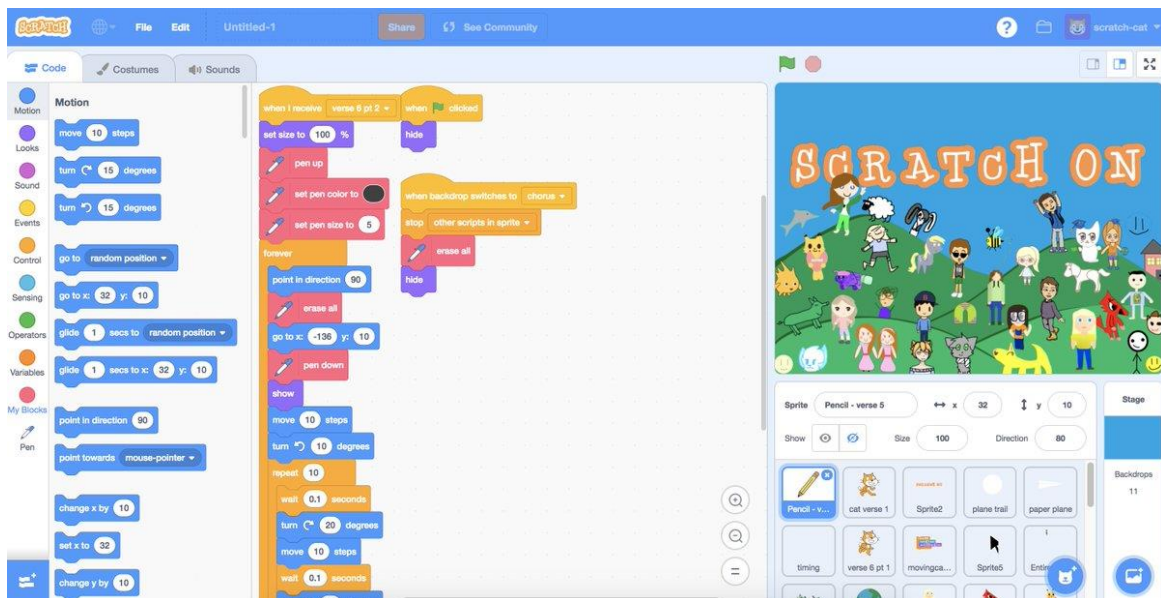 SCRATCH
File
Edit
Untitled-1
Share
See Community
scratch-cat
Code
Costumes
Sounds
Motion
Looks
Sound
Events
Control
Sensing
Operators
Variables
My Blocks
Pen
Motion
move 10 steps
turn 15 degrees
turn 15 degrees
go to random position
go to x: 32 y: 10
glide 1 secs to random position
glide 1 secs to x: 32 y: 10
point in direction 90
point towards mouse-pointer
change x by 10
set x to 32
change y by 10
when I receive verse 6 pt 2
set size to 100 %
pen up
set pen color to
set pen size to 5
forever
point in direction 90
erase all
go to x: -136 y: 10
pen down
show
move 10 steps
turn 10 degrees
repeat 10
wait 0.1 seconds
turn 20 degrees
move 10 steps
wait 0.1 seconds
when clicked
hide
when backdrop switches to chorus
stop other scripts in sprite
erase all
hide
SCRATCH ON
Sprite Pencil - verse 5 x 32 y 10
Show Size 100 Direction 80
Pencil - v...
cat verse 1
Sprite2
plane trail
paper plane
timing
verse 6 pt 1
movingca...
Sprite5
Stage
Backdrops
11